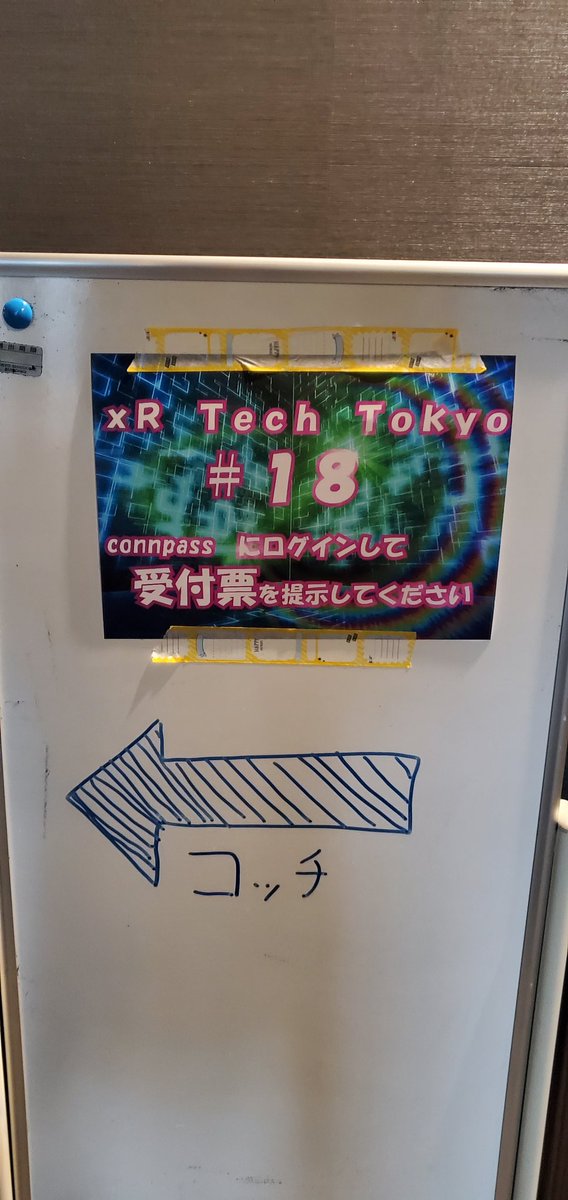 xR Tech Tokyo
#18
connpass にログインして
受付票を提示してください
コッチ